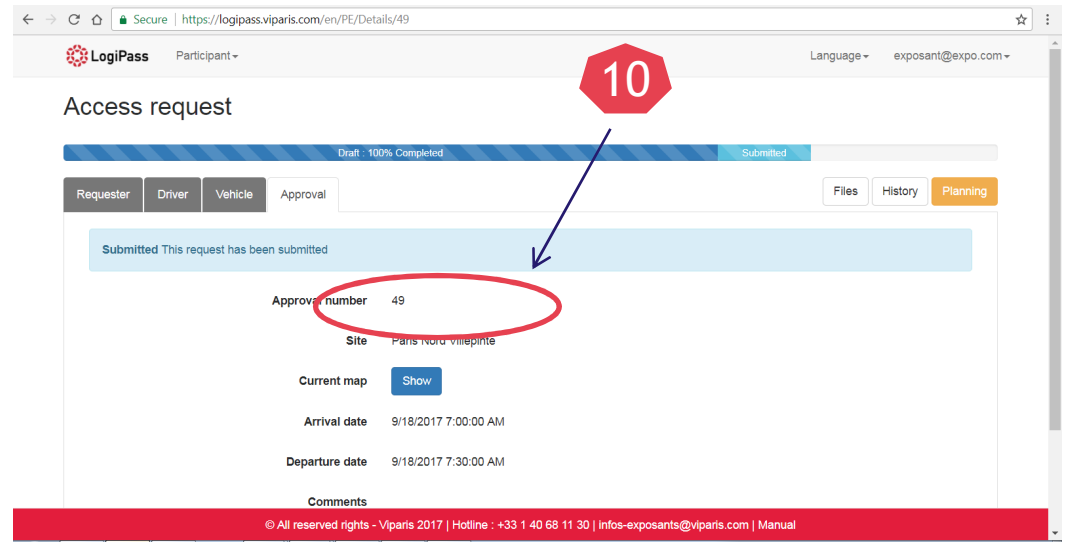 Secure | https://logipass.viparis.com/en/PE/Details/49
LogiPass Participant Language exposant@expo.com
10
Access request
Draft : 100% Completed Submitted
Requester Driver Vehicle Approval Files History Planning
Submitted This request has been submitted
Approval number 49
Site Paris Nord Villepinte
Current map Show
Arrival date 9/18/2017 7:00:00 AM
Departure date 9/18/2017 7:30:00 AM
Comments
© All reserved rights - Viparis 2017 | Hotline : +33 1 40 68 11 30 | infos-exposants@viparis.com | Manual